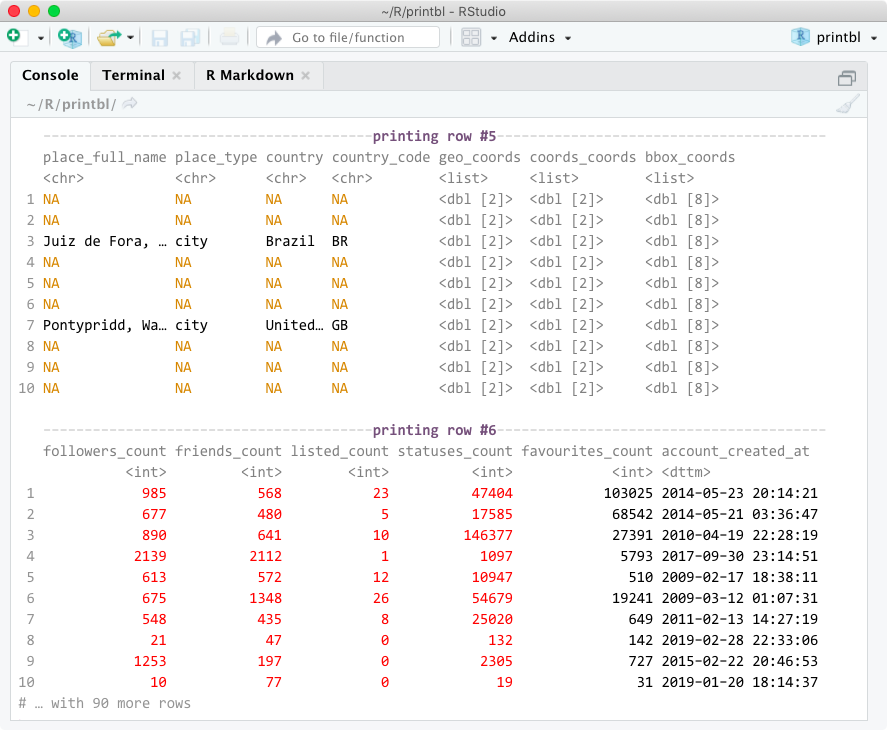 ~/R/printbl - RStudio
Go to file/function Addins printbl
Console Terminal R Markdown
~/R/printbl/
printing row #5
place_full_name place_type country country_code geo_coords coords_coords bbox_coords
<chr> <chr> <chr> <chr> <list> <list> <list>
1 NA NA NA NA <dbl [2]> <dbl [2]> <dbl [8]>
2 NA NA NA NA <dbl [2]> <dbl [2]> <dbl [8]>
3 Juiz de Fora, … city Brazil BR <dbl [2]> <dbl [2]> <dbl [8]>
4 NA NA NA NA <dbl [2]> <dbl [2]> <dbl [8]>
5 NA NA NA NA <dbl [2]> <dbl [2]> <dbl [8]>
6 NA NA NA NA <dbl [2]> <dbl [2]> <dbl [8]>
7 Pontypridd, Wa… city United… GB <dbl [2]> <dbl [2]> <dbl [8]>
8 NA NA NA NA <dbl [2]> <dbl [2]> <dbl [8]>
9 NA NA NA NA <dbl [2]> <dbl [2]> <dbl [8]>
10 NA NA NA NA <dbl [2]> <dbl [2]> <dbl [8]>
printing row #6
followers_count friends_count listed_count statuses_count favourites_count account_created_at
<int> <int> <int> <int> <int> <dttm>
1 985 568 23 47404 103025 2014-05-23 20:14:21
2 677 480 5 17585 68542 2014-05-21 03:36:47
3 890 641 10 146377 27391 2010-04-19 22:28:19
4 2139 2112 1 1097 5793 2017-09-30 23:14:51
5 613 572 12 10947 510 2009-02-17 18:38:11
6 675 1348 26 54679 19241 2009-03-12 01:07:31
7 548 435 8 25020 649 2011-02-13 14:27:19
8 21 47 0 132 142 2019-02-28 22:33:06
9 1253 197 0 2305 727 2015-02-22 20:46:53
10 10 77 0 19 31 2019-01-20 18:14:37
# … with 90 more rows